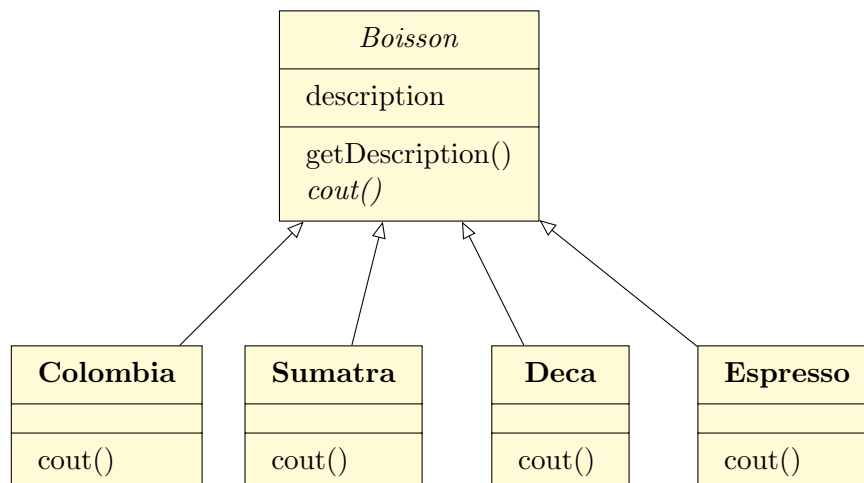 Boisson
description
getDescription()
cout()
Colombia
cout()
Sumatra
cout()
Deca
cout()
Espresso
cout()